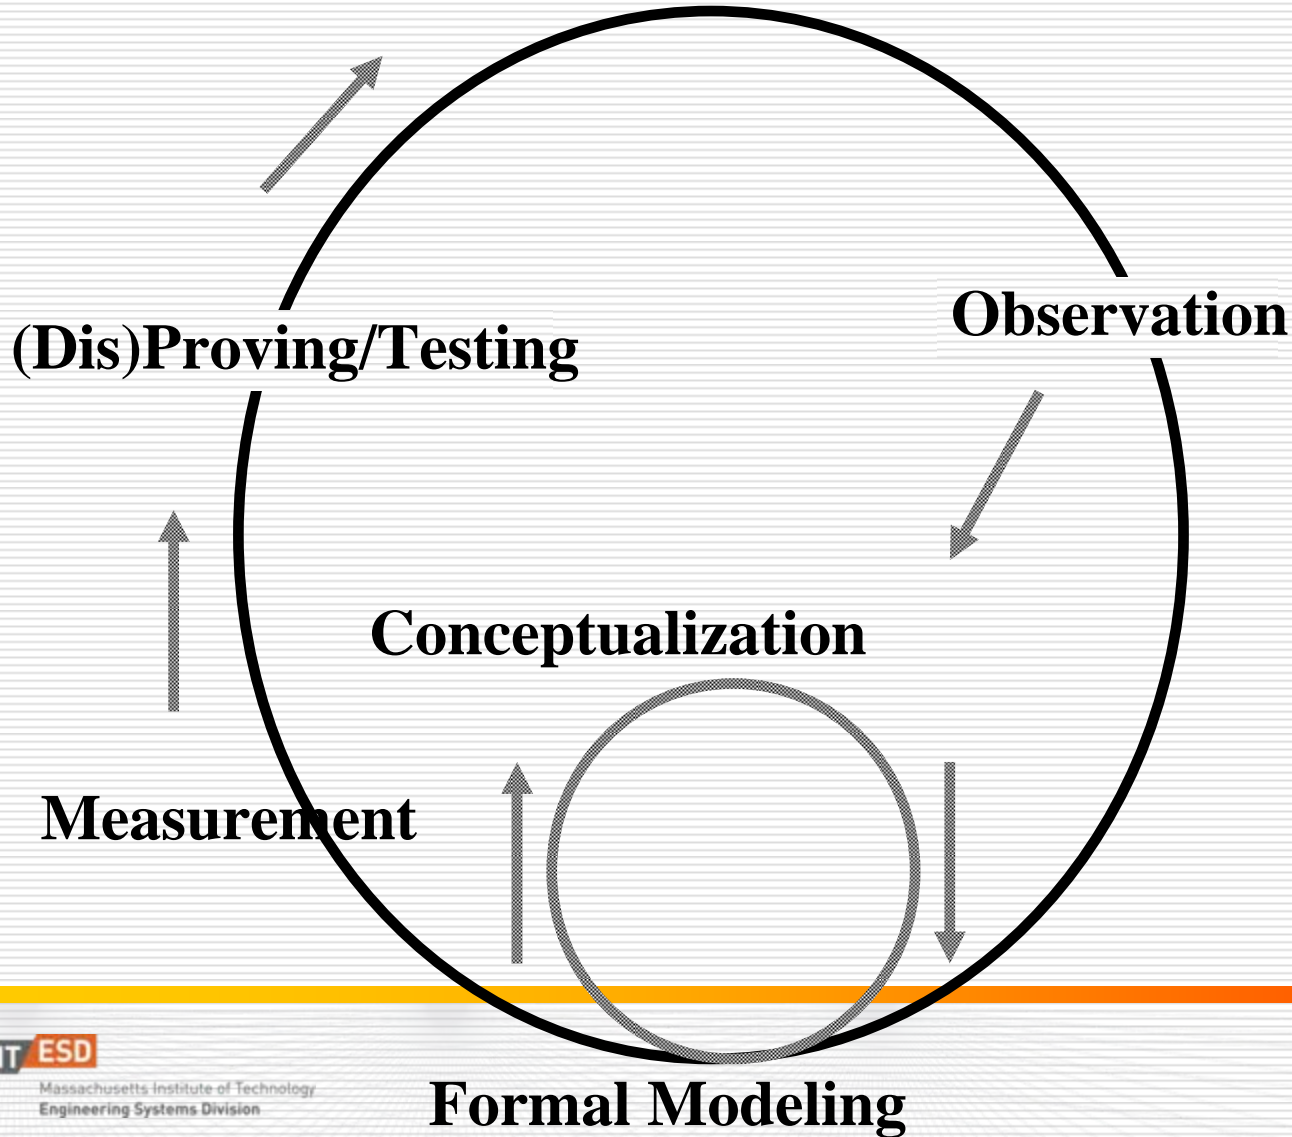 Observation
(Dis)Proving/Testing
Conceptualization
Measurement
Formal Modeling
ESD
Massachusetts Institute of Technology
Engineering Systems Division